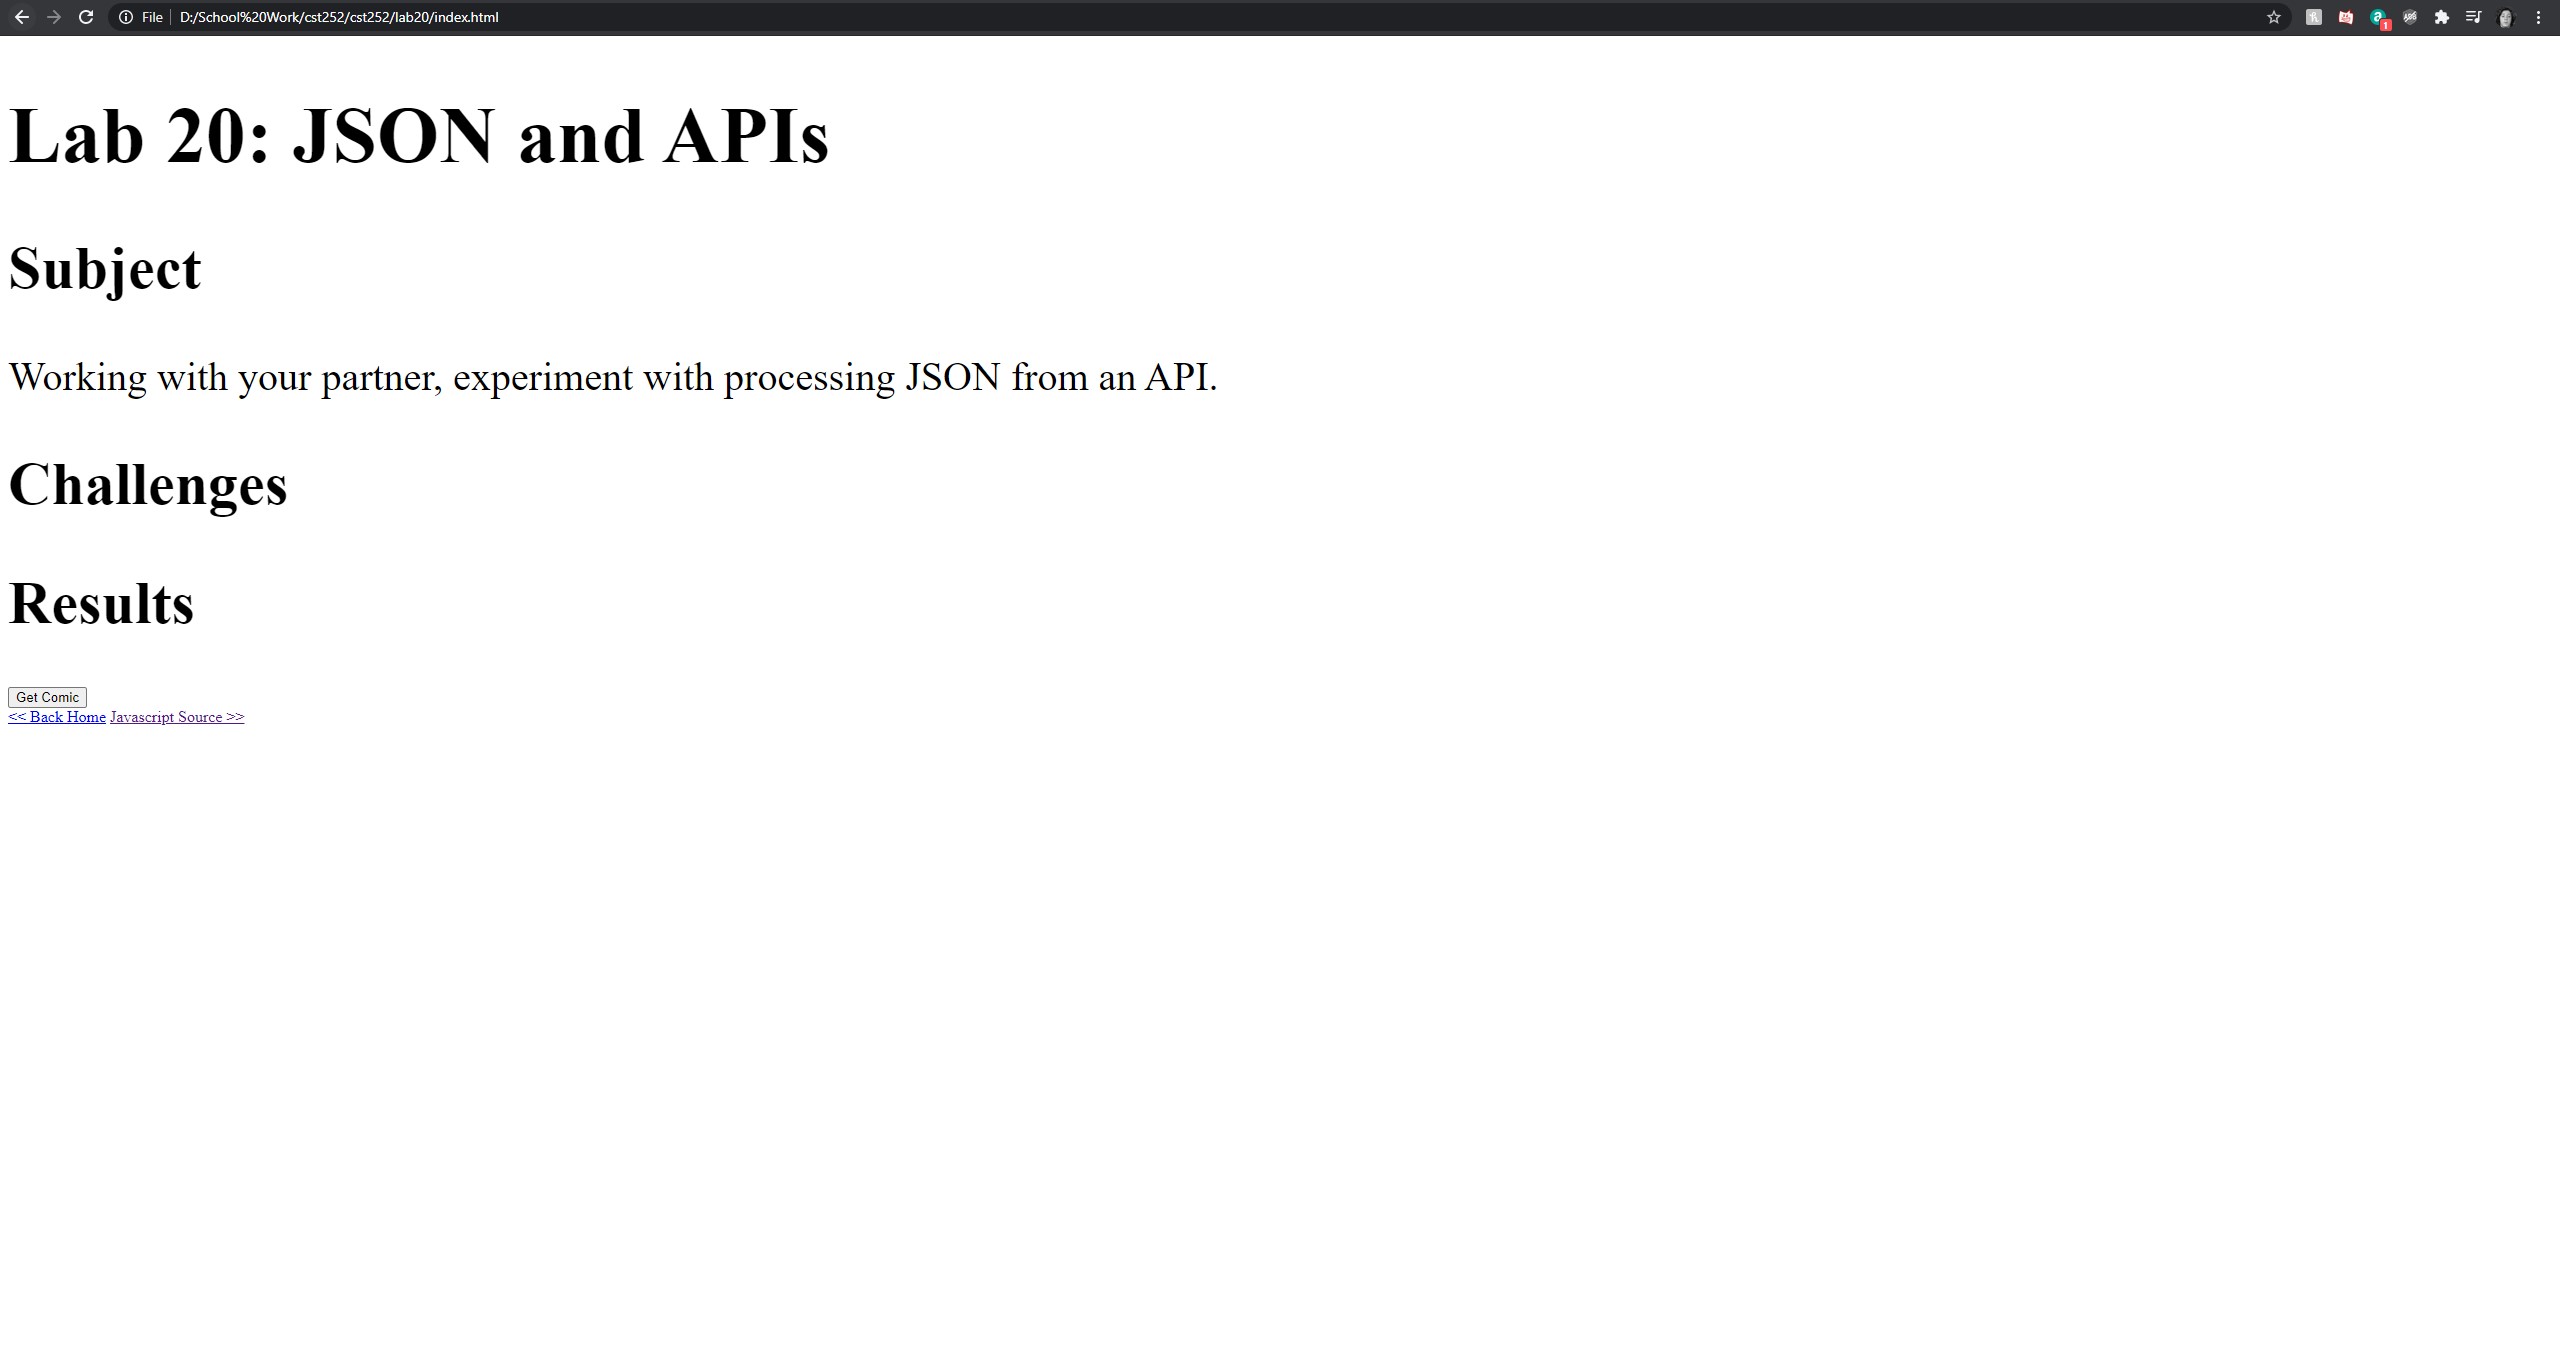 File D:/School%20Work/cst252/cst252/lab20/index.html
1
Lab 20: JSON and APIs
Subject
Working with your partner, experiment with processing JSON from an API.
Challenges
Results
Get Comic
<< Back Home Javascript Source >>